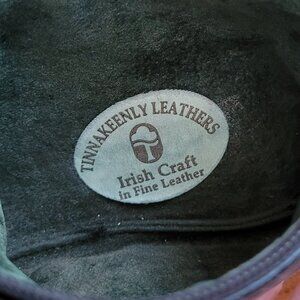 TINNAKEENLY LEATHERS
Irish Craft
in Fine Leather